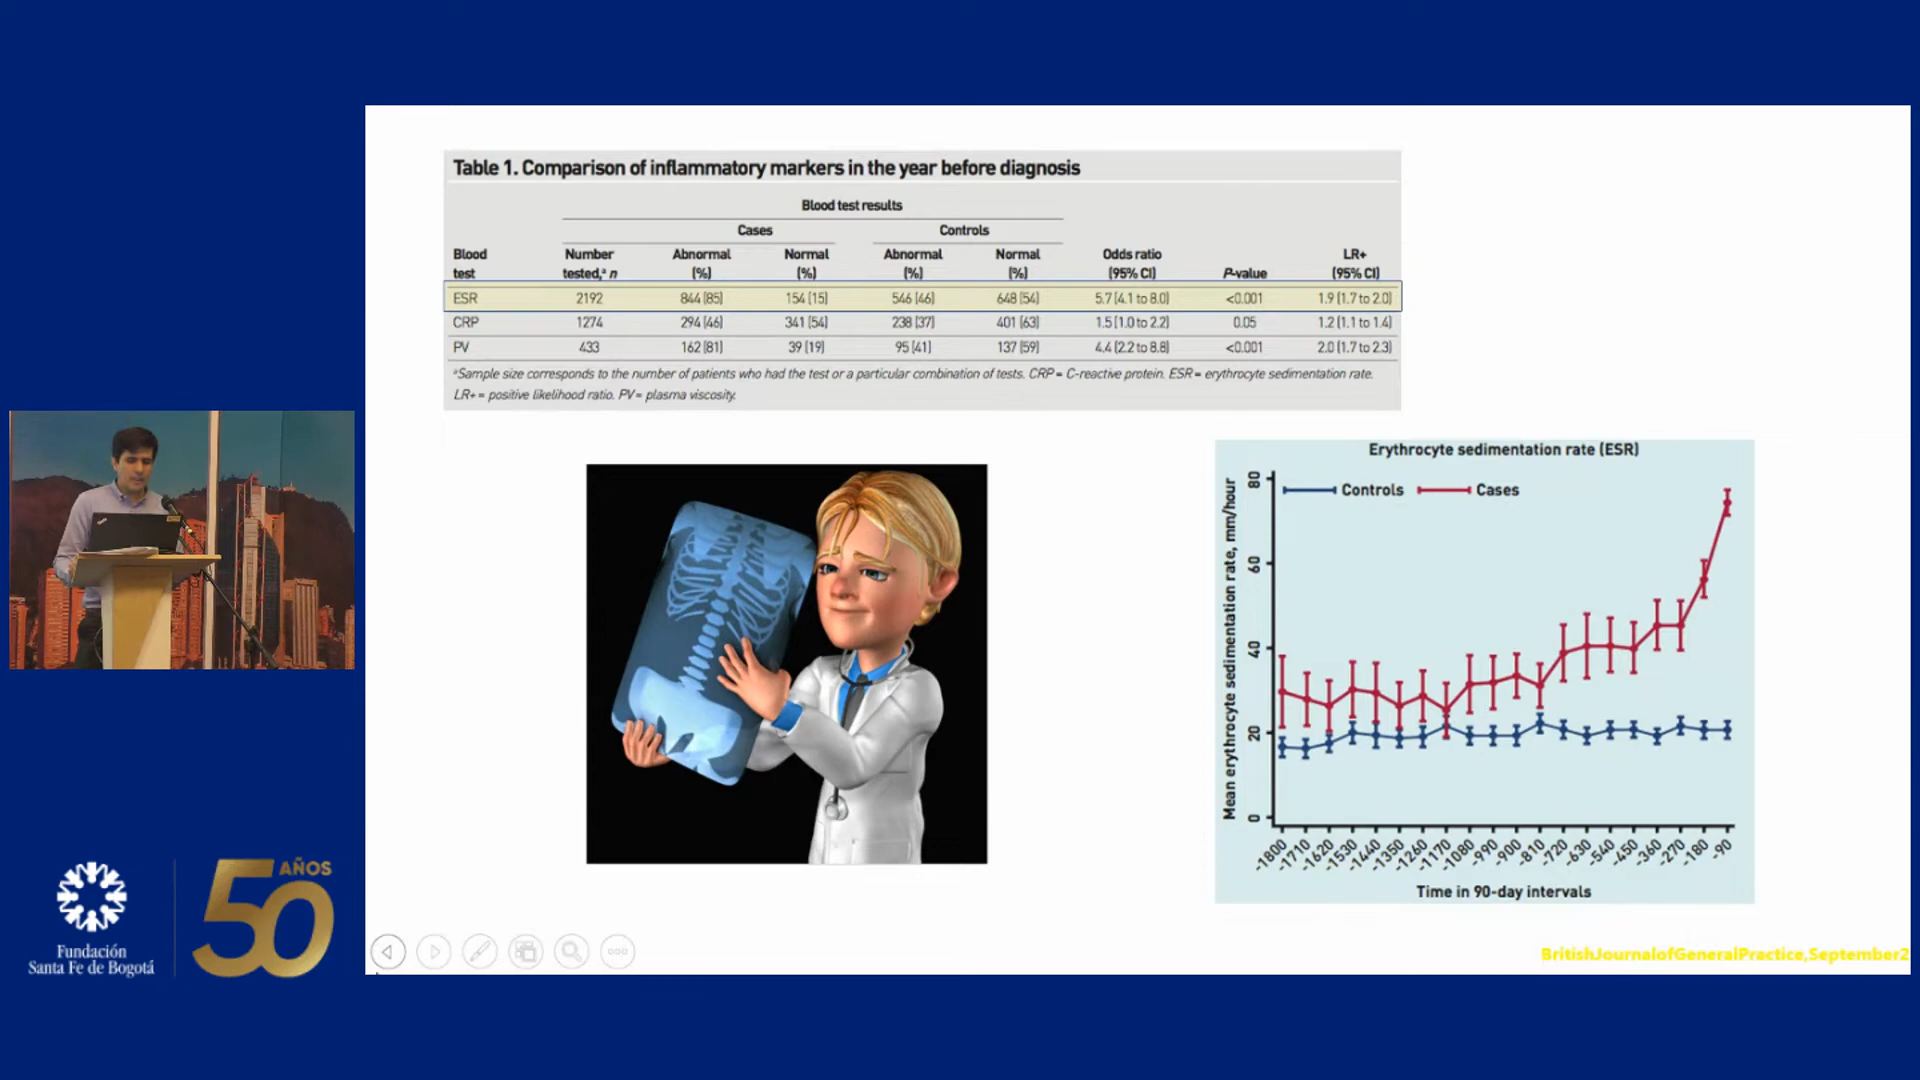 Table 1. Comparison of inflammatory markers in the year before diagnosis
Blood test results
Cases Controls
Blood Number Abnormal Normal Abnormal Normal Odds ratio LR+
test tested,ᵃ n (%) (%) (%) (%) (95% CI) P-value (95% CI)
ESR 2192 844 (85) 154 (15) 546 (46) 648 (54) 5.7 (4.1 to 8.0) <0.001 1.9 (1.7 to 2.0)
CRP 1274 294 (46) 341 (54) 238 (37) 401 (63) 1.5 (1.0 to 2.2) 0.05 1.2 (1.1 to 1.4)
PV 433 162 (81) 39 (19) 95 (41) 137 (59) 4.4 (2.2 to 8.8) <0.001 2.0 (1.7 to 2.3)
ᵃSample size corresponds to the number of patients who had the test or a particular combination of tests. CRP = C-reactive protein. ESR = erythrocyte sedimentation rate.
LR+ = positive likelihood ratio. PV = plasma viscosity.
Erythrocyte sedimentation rate (ESR)
Controls Cases
Mean erythrocyte sedimentation rate, mm/hour
80
60
40
20
0
-1800 -1710 -1620 -1530 -1440 -1350 -1260 -1170 -1080 -990 -900 -810 -720 -630 -540 -450 -360 -270 -180 -90
Time in 90-day intervals
BritishJournalofGeneralPractice,September2
Fundación
Santa Fe de Bogotá
50 AÑOS